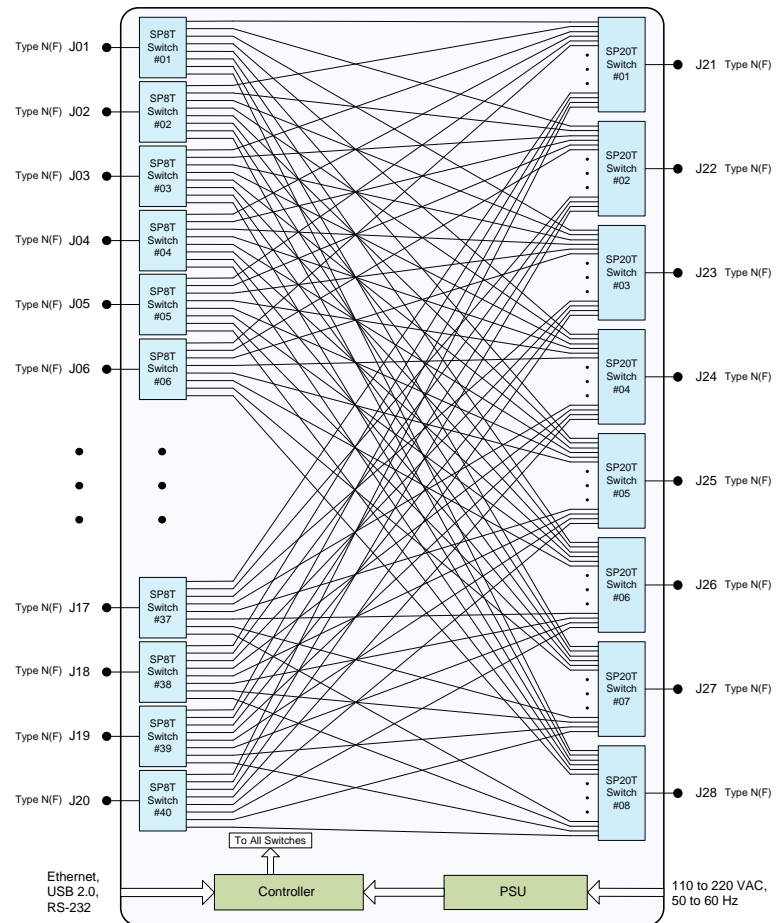 Type N(F) J01
SP8T
Switch
#01
Type N(F) J02
SP8T
Switch
#02
Type N(F) J03
SP8T
Switch
#03
Type N(F) J04
SP8T
Switch
#04
Type N(F) J05
SP8T
Switch
#05
Type N(F) J06
SP8T
Switch
#06
Type N(F) J17
SP8T
Switch
#37
Type N(F) J18
SP8T
Switch
#38
Type N(F) J19
SP8T
Switch
#39
Type N(F) J20
SP8T
Switch
#40
SP20T
Switch
#01
J21 Type N(F)
SP20T
Switch
#02
J22 Type N(F)
SP20T
Switch
#03
J23 Type N(F)
SP20T
Switch
#04
J24 Type N(F)
SP20T
Switch
#05
J25 Type N(F)
SP20T
Switch
#06
J26 Type N(F)
SP20T
Switch
#07
J27 Type N(F)
SP20T
Switch
#08
J28 Type N(F)
To All Switches
Ethernet,
USB 2.0,
RS-232
Controller
PSU
110 to 220 VAC,
50 to 60 Hz